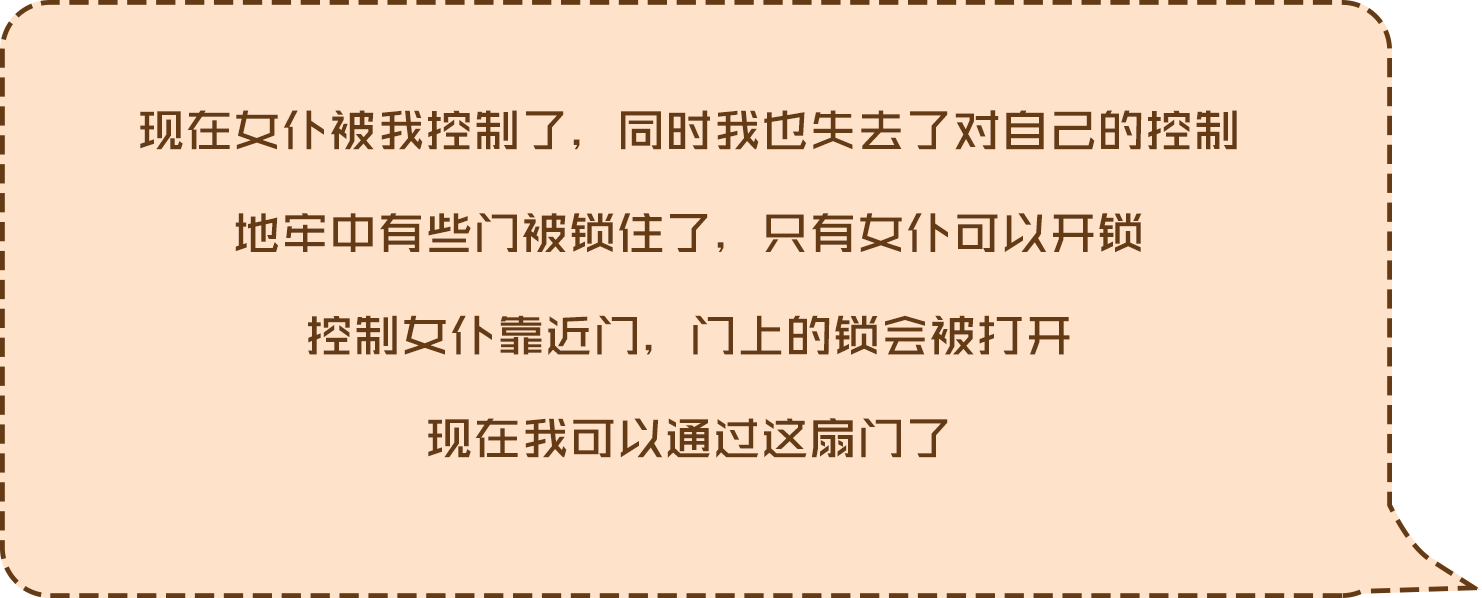 现在女仆被我控制了，同时我也失去了对自己的控制
地牢中有些门被锁住了，只有女仆可以开锁
控制女仆靠近门，门上的锁会被打开
现在我可以通过这扇门了